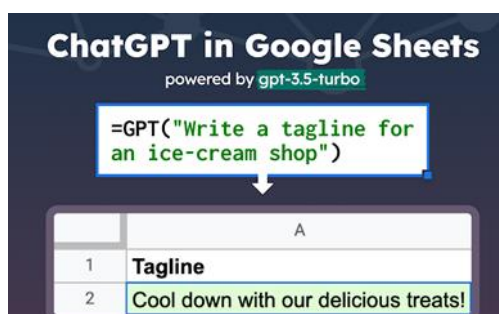 ChatGPT in Google Sheets
powered by gpt-3.5-turbo
=GPT("Write a tagline for
an ice-cream shop")
A
1 Tagline
2 Cool down with our delicious treats!